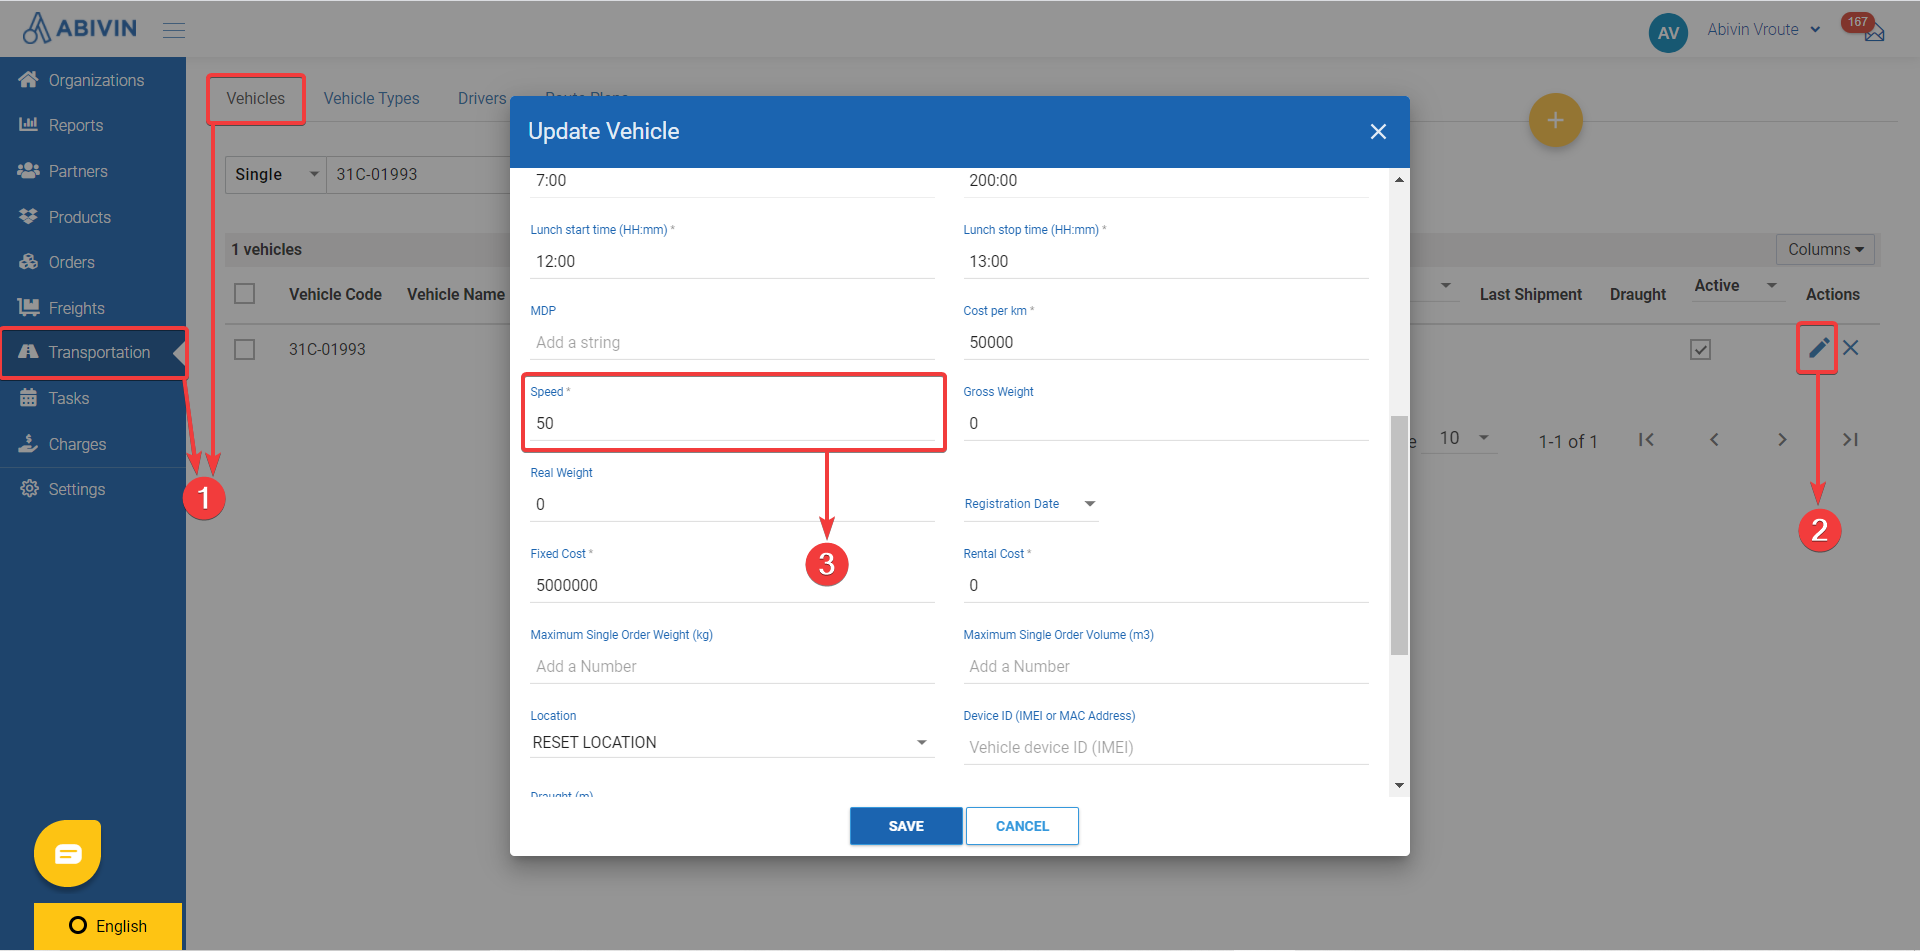 ABIVIN
AV
Abivin Vroute
167
Organizations
Reports
Partners
Products
Orders
Freights
Transportation
Tasks
Charges
Settings
English
Vehicles
Vehicle Types
Drivers
Route Plans
+
Single
31C-01993
1 vehicles
Columns
Vehicle Code
Vehicle Name
Last Shipment
Draught
Active
Actions
31C-01993
e
10
1-1 of 1
Update Vehicle
7:00
200:00
Lunch start time (HH:mm) *
12:00
Lunch stop time (HH:mm) *
13:00
MDP
Add a string
Cost per km *
50000
Speed *
50
Gross Weight
0
Real Weight
0
Registration Date
Fixed Cost *
5000000
Rental Cost *
0
Maximum Single Order Weight (kg)
Add a Number
Maximum Single Order Volume (m3)
Add a Number
Location
RESET LOCATION
Device ID (IMEI or MAC Address)
Vehicle device ID (IMEI)
Draught (m)
SAVE
CANCEL
1
2
3